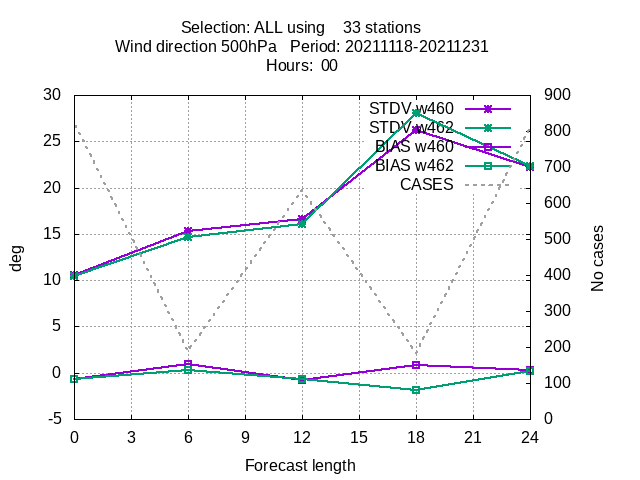 Selection: ALL using 33 stations
Wind direction 500hPa Period: 20211118-20211231
Hours: 00
30
25
20
15
10
5
0
-5
deg
900
800
700
600
500
400
300
200
100
0
No cases
STDV w460
STDV w462
BIAS w460
BIAS w462
CASES
0 3 6 9 12 15 18 21 24
Forecast length